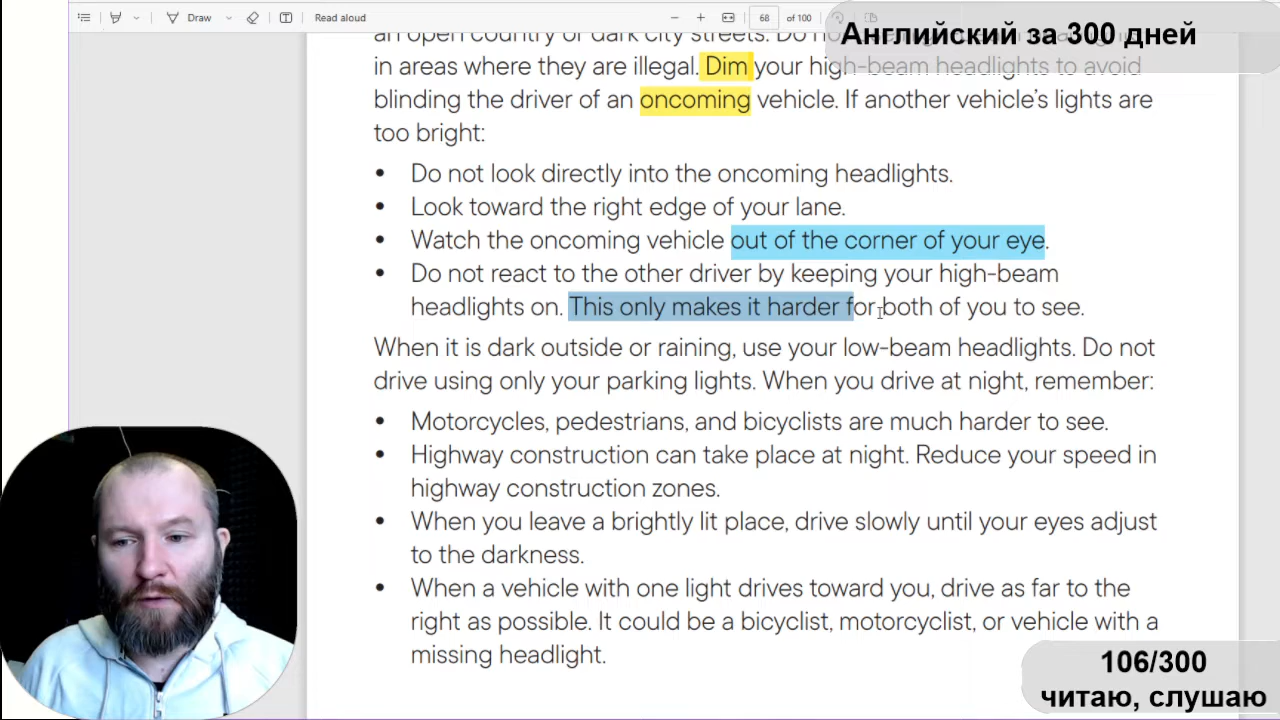 Draw
Read aloud
68 of 100
Английский за 300 дней
in areas where they are illegal. Dim your high-beam headlights to avoid
blinding the driver of an oncoming vehicle. If another vehicle’s lights are
too bright:
• Do not look directly into the oncoming headlights.
• Look toward the right edge of your lane.
• Watch the oncoming vehicle out of the corner of your eye.
• Do not react to the other driver by keeping your high-beam
headlights on. This only makes it harder for both of you to see.
When it is dark outside or raining, use your low-beam headlights. Do not
drive using only your parking lights. When you drive at night, remember:
• Motorcycles, pedestrians, and bicyclists are much harder to see.
• Highway construction can take place at night. Reduce your speed in
highway construction zones.
• When you leave a brightly lit place, drive slowly until your eyes adjust
to the darkness.
• When a vehicle with one light drives toward you, drive as far to the
right as possible. It could be a bicyclist, motorcyclist, or vehicle with a
missing headlight.
106/300
читаю, слушаю